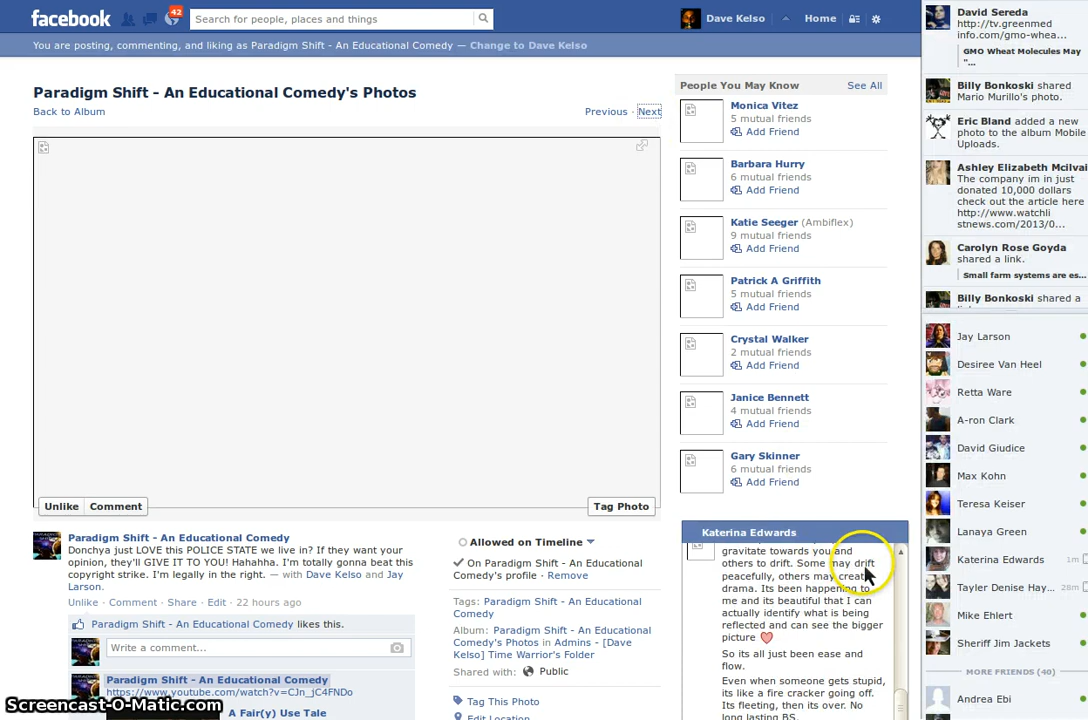 facebook
Search for people, places and things
42
Dave Kelso
Home
You are posting, commenting, and liking as Paradigm Shift - An Educational Comedy — Change to Dave Kelso
Paradigm Shift - An Educational Comedy's Photos
Back to Album
Previous · Next
Unlike
Comment
Tag Photo
Paradigm Shift - An Educational Comedy
Donchya just LOVE this POLICE STATE we live in? If they want your
opinion, they'll GIVE IT TO YOU! Hahahha. I'm totally gonna beat this
copyright strike. I'm legally in the right. — with Dave Kelso and Jay
Larson.
Unlike · Comment · Share · Edit · 22 hours ago
Paradigm Shift - An Educational Comedy likes this.
Write a comment...
Paradigm Shift - An Educational Comedy
https://www.youtube.com/watch?v=CJn_jC4FNDo
A Fair(y) Use Tale
Screencast-O-Matic.com
Allowed on Timeline
On Paradigm Shift - An Educational
Comedy's profile · Remove
Tags: Paradigm Shift - An Educational
Comedy
Album: Paradigm Shift - An Educational
Comedy's Photos in Admins - [Dave
Kelso] Time Warrior's Folder
Shared with: Public
Tag This Photo
Edit Location
People You May Know
See All
Monica Vitez
5 mutual friends
Add Friend
Barbara Hurry
6 mutual friends
Add Friend
Katie Seeger (Ambiflex)
9 mutual friends
Add Friend
Patrick A Griffith
5 mutual friends
Add Friend
Crystal Walker
2 mutual friends
Add Friend
Janice Bennett
4 mutual friends
Add Friend
Gary Skinner
6 mutual friends
Add Friend
Katerina Edwards
gravitate towards you and
others to drift. Some may drift
peacefully, others may create
drama. Its been happening to
me and its beautiful that I can
actually identify what is being
reflected and can see the bigger
picture
So its all just been ease and
flow.
Even when someone gets stupid,
its like a fire cracker going off.
Its fleeting, then its over. No
long lasting BS.
David Sereda
http://tv.greenmed
info.com/gmo-whea...
GMO Wheat Molecules May
"...
Billy Bonkoski shared
Mario Murillo's photo.
Eric Bland added a new
photo to the album Mobile
Uploads.
Ashley Elizabeth Mcilvai
The company im in just
donated 10,000 dollars
check out the article here
http://www.watchli
stnews.com/2013/0...
Carolyn Rose Goyda
shared a link.
Small farm systems are es...
Billy Bonkoski shared a
Jay Larson
Desiree Van Heel
Retta Ware
A-ron Clark
David Giudice
Max Kohn
Teresa Keiser
Lanaya Green
Katerina Edwards 1m
Tayler Denise Hay... 28m
Mike Ehlert
Sheriff Jim Jackets
MORE FRIENDS (40)
Andrea Ebi